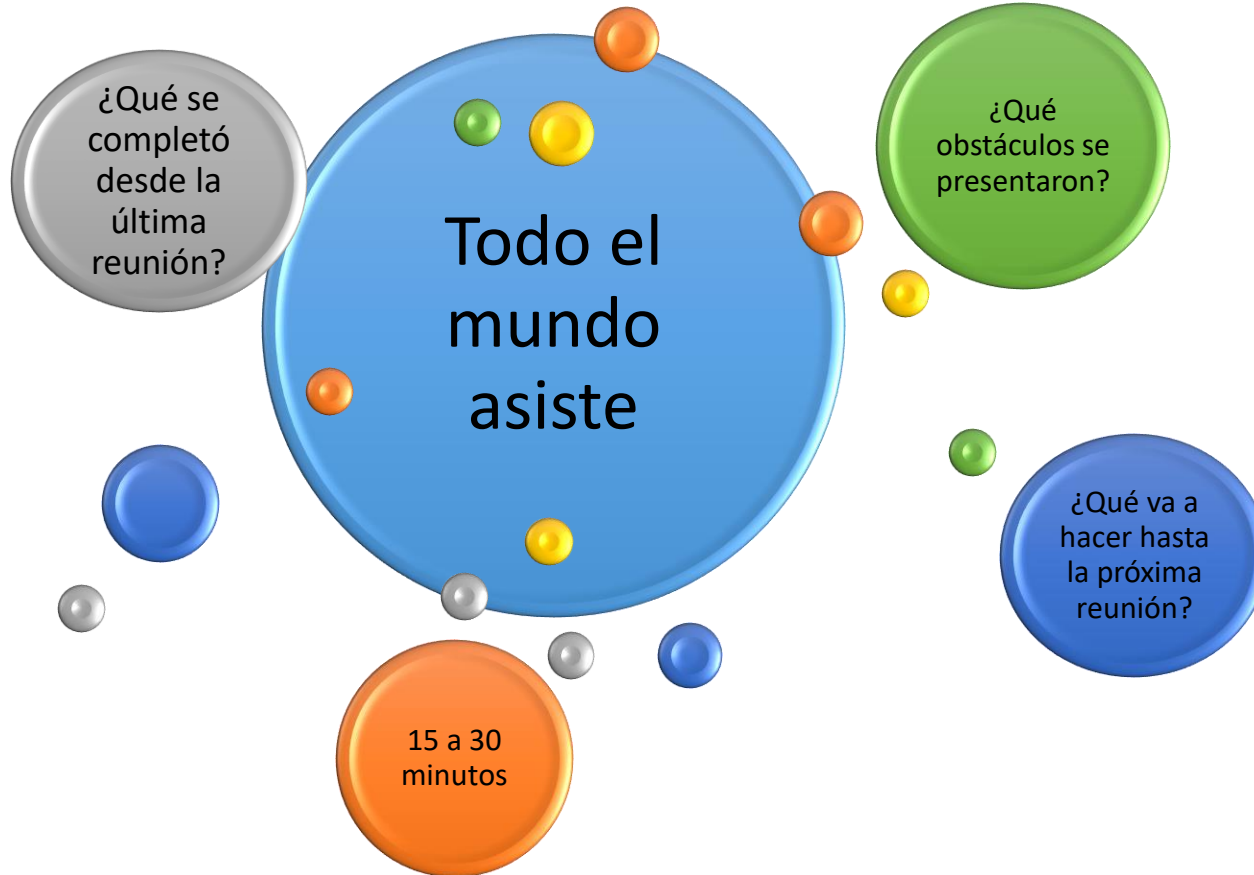 ¿Qué se
completó
desde la
última
reunión?
Todo el
mundo
asiste
¿Qué
obstáculos se
presentaron?
¿Qué va a
hacer hasta
la próxima
reunión?
15 a 30
minutos